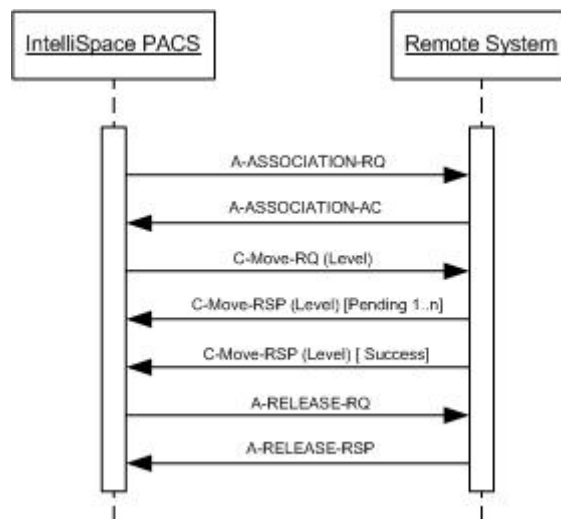 IntelliSpace PACS
Remote System
A-ASSOCIATION-RQ
A-ASSOCIATION-AC
C-Move-RQ (Level)
C-Move-RSP (Level) [Pending 1..n]
C-Move-RSP (Level) [ Success]
A-RELEASE-RQ
A-RELEASE-RSP